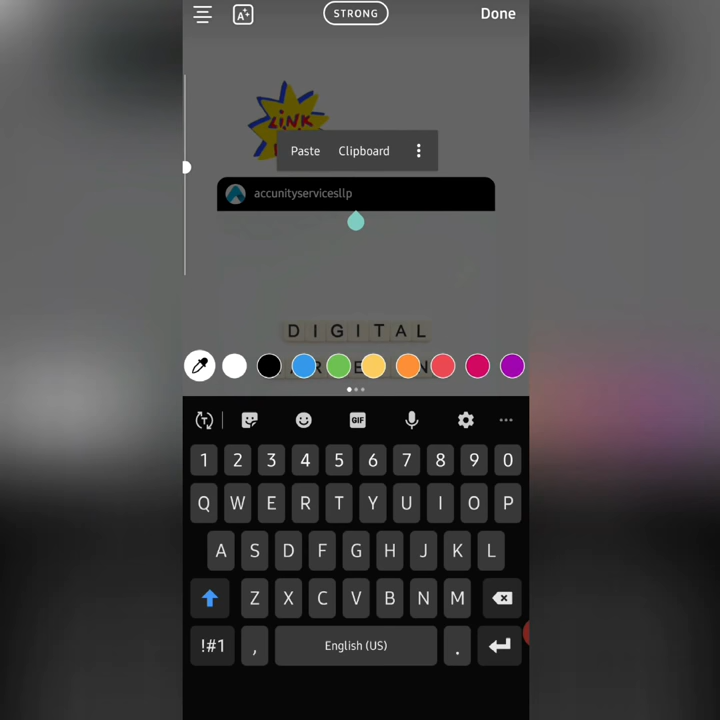 STRONG
Done
LINK
Paste Clipboard
accunityservicesllp
DIGITAL
GIF
1 2 3 4 5 6 7 8 9 0
Q W E R T Y U I O P
A S D F G H J K L
Z X C V B N M
!#1 , English (US) .